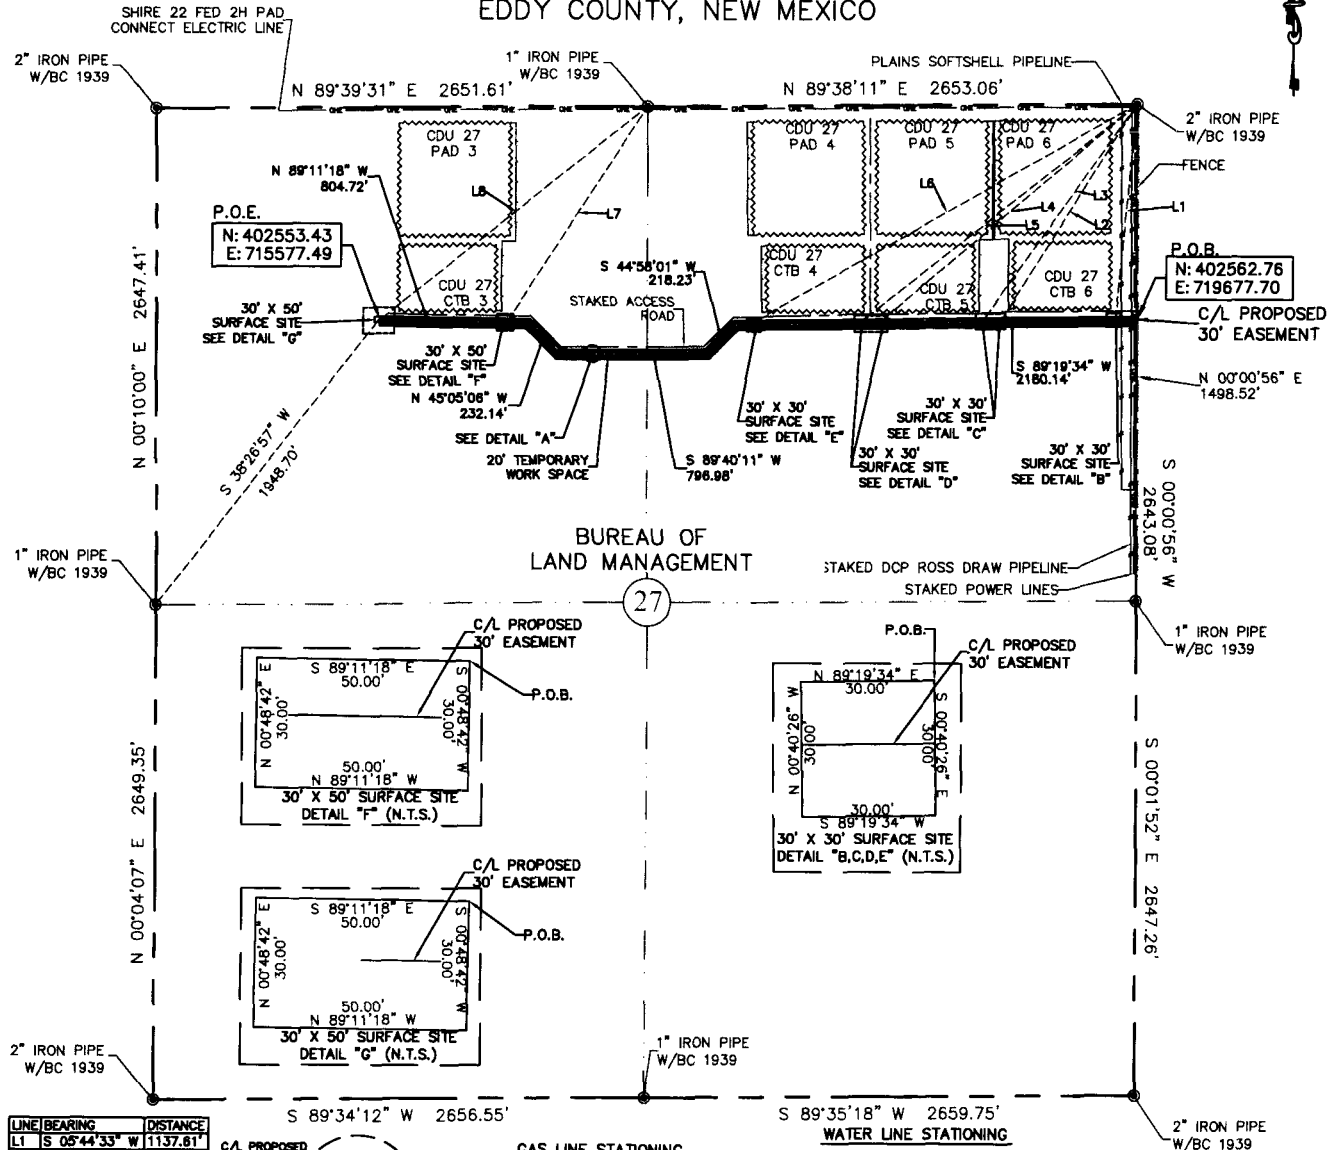 EDDY COUNTY, NEW MEXICO
SHIRE 22 FED 2H PAD
CONNECT ELECTRIC LINE
2" IRON PIPE
W/BC 1939
N 89°39'31" E 2651.61'
1" IRON PIPE
W/BC 1939
N 89°38'11" E 2653.06'
PLAINS SOFTSHELL PIPELINE
2" IRON PIPE
W/BC 1939
FENCE
L1
CDU 27
PAD 3
CDU 27
PAD 4
CDU 27
PAD 5
CDU 27
PAD 6
N 89°11'18" W
804.72'
L8
L7
L6
L4
L5
L3
L2
P.O.E.
N: 402553.43
E: 715577.49
P.O.B.
N: 402562.76
E: 719677.70
C/L PROPOSED
30' EASEMENT
CDU 27
CTB 3
CDU 27
CTB 4
CDU 27
CTB 5
CDU 27
CTB 6
S 44°58'01" W
218.23'
STAKED ACCESS
ROAD
30' X 50'
SURFACE SITE
SEE DETAIL "G"
30' X 50'
SURFACE SITE
SEE DETAIL "F"
N 45°05'06" W
232.14'
SEE DETAIL "A"
20' TEMPORARY
WORK SPACE
S 89°40'11" W
796.98'
30' X 30'
SURFACE SITE
SEE DETAIL "E"
30' X 30'
SURFACE SITE
SEE DETAIL "D"
30' X 30'
SURFACE SITE
SEE DETAIL "C"
30' X 30'
SURFACE SITE
SEE DETAIL "B"
S 89°19'34" W
2180.14'
N 00°00'56" E
1498.52'
S 00°00'56" W
2643.08'
N 00°10'00" E 2647.41'
S 38°26'57" W
1948.70'
BUREAU OF
LAND MANAGEMENT
27
STAKED DCP ROSS DRAW PIPELINE
STAKED POWER LINES
1" IRON PIPE
W/BC 1939
1" IRON PIPE
W/BC 1939
C/L PROPOSED
30' EASEMENT
S 89°11'18" E
50.00'
P.O.B.
N 00°48'42" E
30.00'
S 00°48'42" W
30.00'
50.00'
N 89°11'18" W
30' X 50' SURFACE SITE
DETAIL "F" (N.T.S.)
P.O.B.
C/L PROPOSED
30' EASEMENT
N 89°19'34" E
30.00'
N 00°40'26" W
30.00'
S 00°40'26" E
30.00'
30.00'
S 89°19'34" W
30' X 30' SURFACE SITE
DETAIL "B,C,D,E" (N.T.S.)
C/L PROPOSED
30' EASEMENT
S 89°11'18" E
50.00'
P.O.B.
N 00°48'42" E
30.00'
S 00°48'42" W
30.00'
50.00'
N 89°11'18" W
30' X 50' SURFACE SITE
DETAIL "G" (N.T.S.)
N 00°04'07" E 2649.35'
S 00°01'52" E 2647.26'
2" IRON PIPE
W/BC 1939
1" IRON PIPE
W/BC 1939
2" IRON PIPE
W/BC 1939
S 89°34'12" W 2656.55'
S 89°35'18" W 2659.75'
LINE BEARING DISTANCE
L1 S 05°44'33" W 1137.61'
C/L PROPOSED
GAS LINE STATIONING
WATER LINE STATIONING